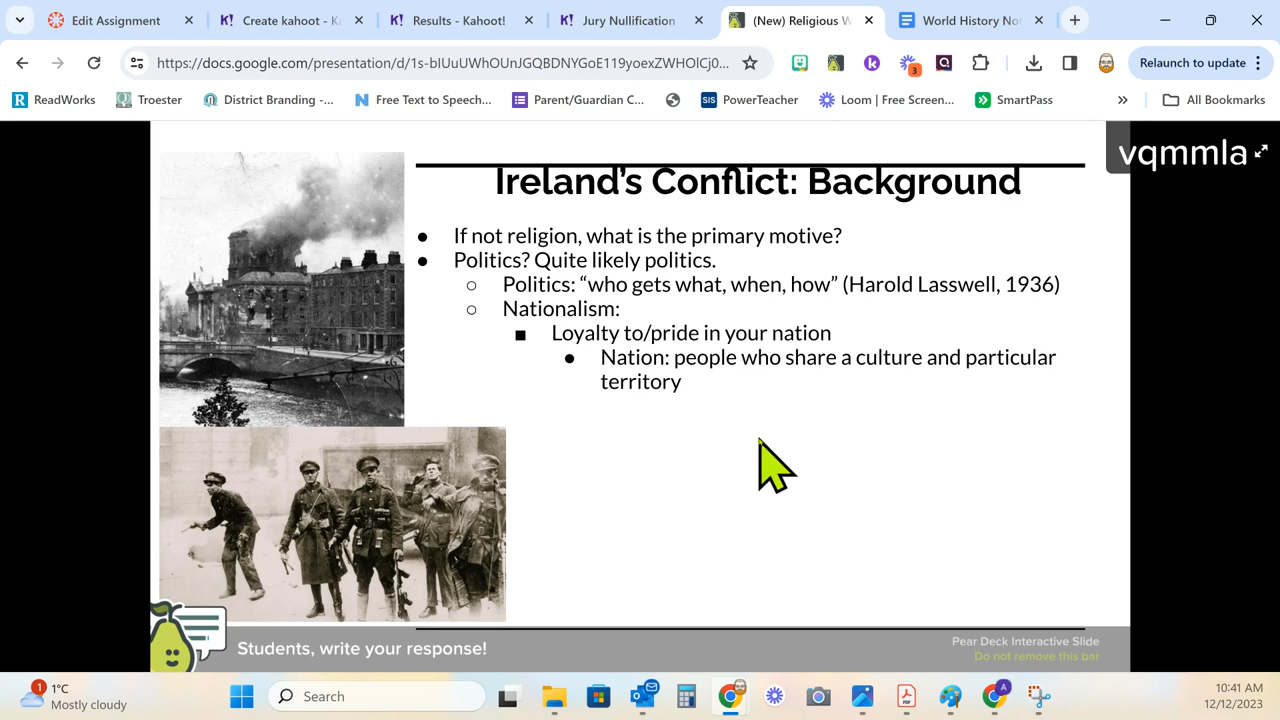 Edit Assignment
Create kahoot - K
Results - Kahoot!
Jury Nullification
(New) Religious W
World History No
https://docs.google.com/presentation/d/1s-bIUuUWhOUnJGQBDNYGoE119yoexZWHOlCj0...
3
Relaunch to update
ReadWorks
Troester
District Branding -...
Free Text to Speech...
Parent/Guardian C...
SIS
PowerTeacher
Loom | Free Screen...
SmartPass
All Bookmarks
vqmmla
Ireland's Conflict: Background
● If not religion, what is the primary motive?
● Politics? Quite likely politics.
○ Politics: “who gets what, when, how” (Harold Lasswell, 1936)
○ Nationalism:
■ Loyalty to/pride in your nation
● Nation: people who share a culture and particular
territory
Students, write your response!
Pear Deck Interactive Slide
Do not remove this bar
1
1°C
Mostly cloudy
Search
PDF
A
10:41 AM
12/12/2023